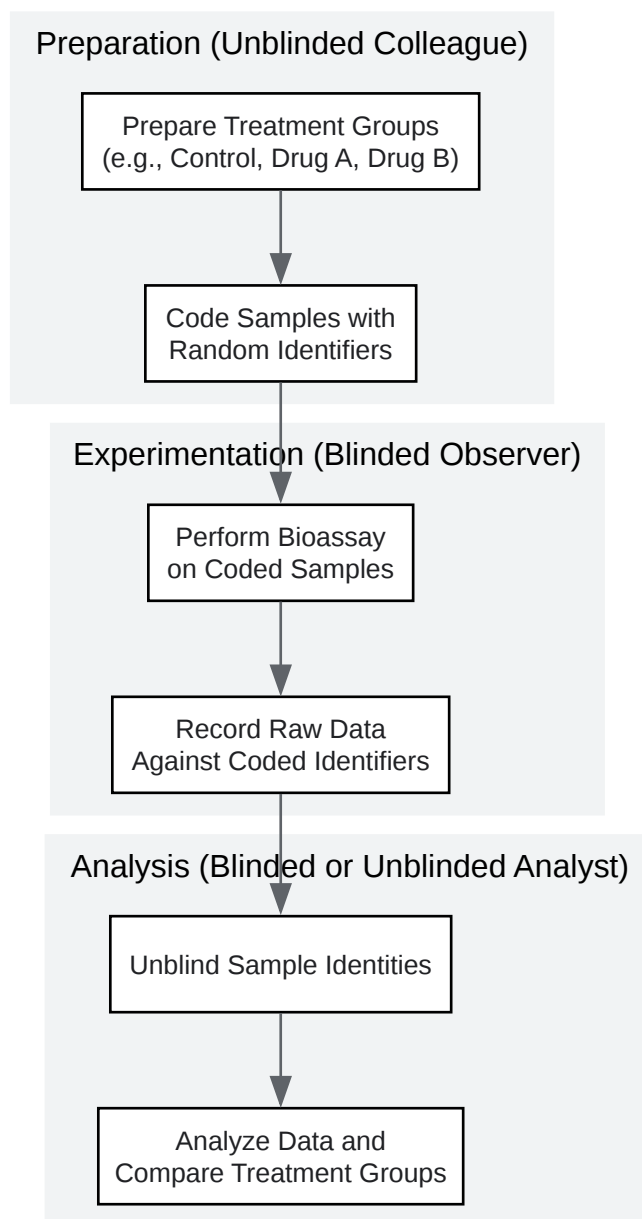 Preparation (Unblinded Colleague)
Prepare Treatment Groups
(e.g., Control, Drug A, Drug B)
Code Samples with
Random Identifiers
Experimentation (Blinded Observer)
Perform Bioassay
on Coded Samples
Record Raw Data
Against Coded Identifiers
Analysis (Blinded or Unblinded Analyst)
Unblind Sample Identities
Analyze Data and
Compare Treatment Groups